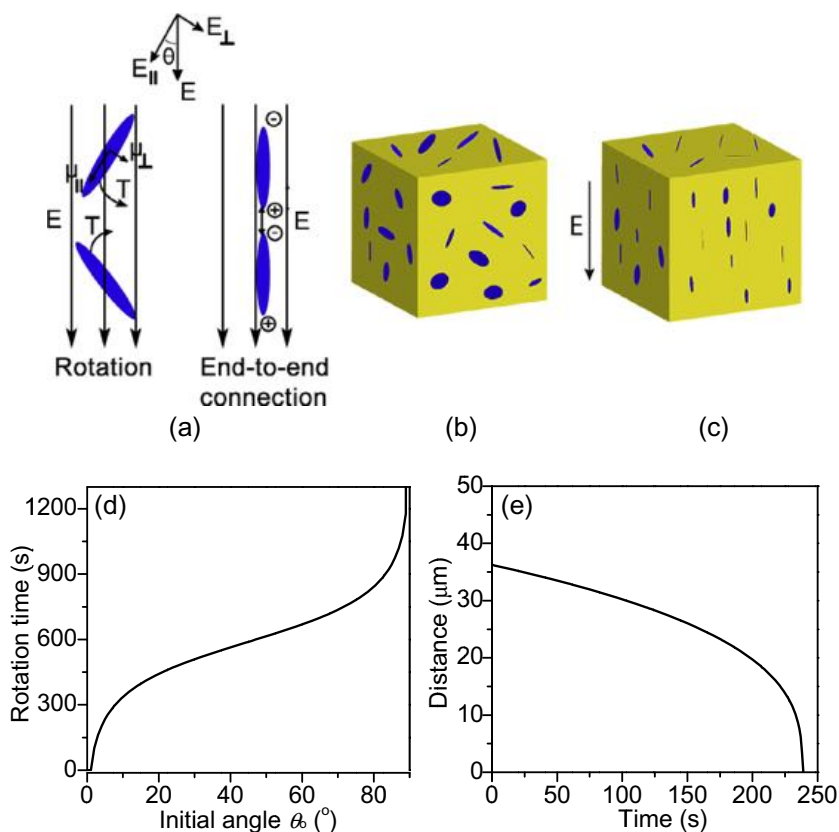 E⊥
E∥ θ
E
⊖
μ⊥
μ∥ T
E
⊕
⊖ E
T
⊕
Rotation End-to-end
connection
E
(a) (b) (c)
(d)
1200
900
600
300
0
Rotation time (s)
0 20 40 60 80
Initial angle θ₀ (°)
(e)
50
40
30
20
10
0
Distance (μm)
0 50 100 150 200 250
Time (s)